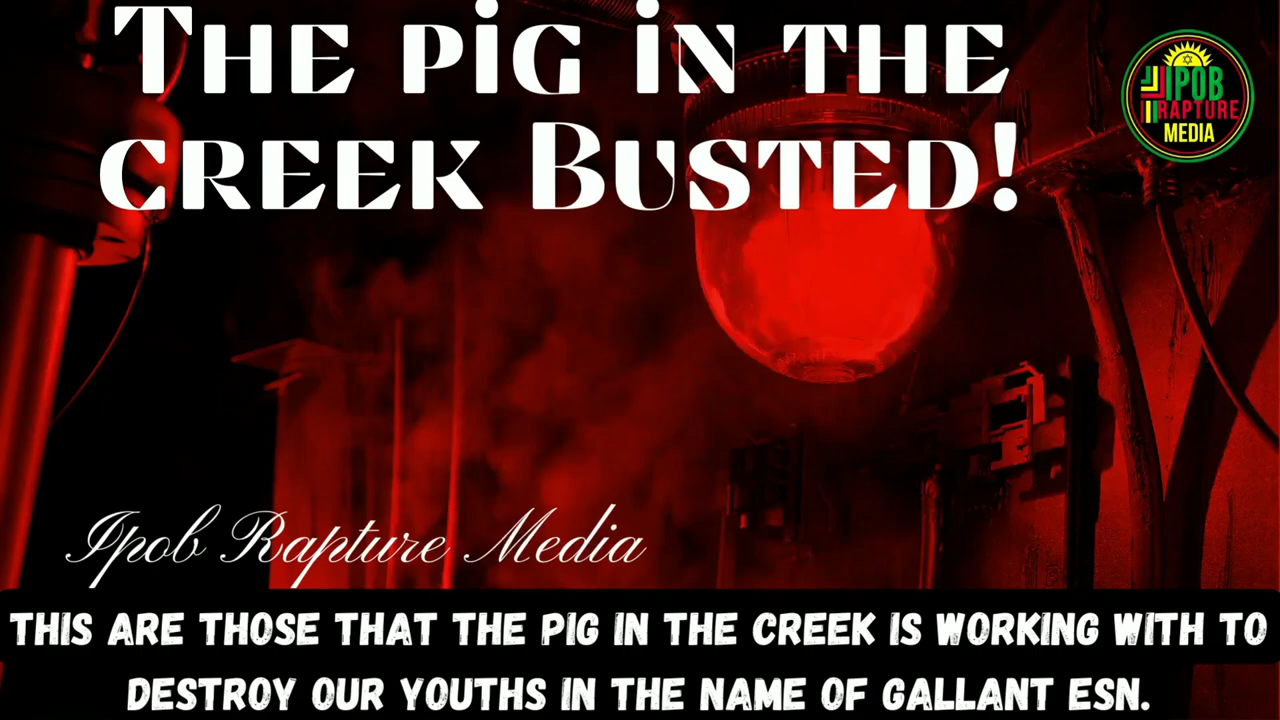 The pig in the
creek Busted!
IPOB
RAPTURE
MEDIA
Ipob Rapture Media
THIS ARE THOSE THAT THE PIG IN THE CREEK IS WORKING WITH TO
DESTROY OUR YOUTHS IN THE NAME OF GALLANT ESN.